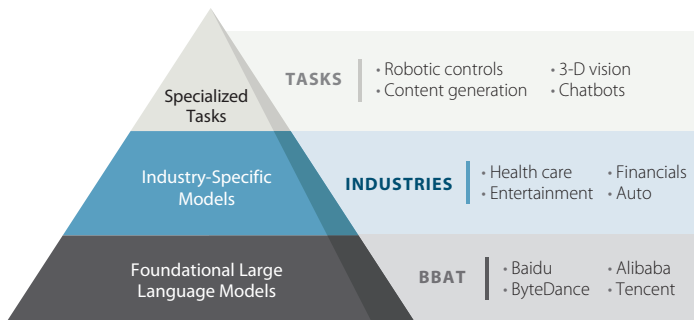 Specialized
Tasks
TASKS
• Robotic controls
• 3-D vision
• Content generation
• Chatbots
Industry-Specific
Models
INDUSTRIES
• Health care
• Financials
• Entertainment
• Auto
Foundational Large
Language Models
BBAT
• Baidu
• Alibaba
• ByteDance
• Tencent